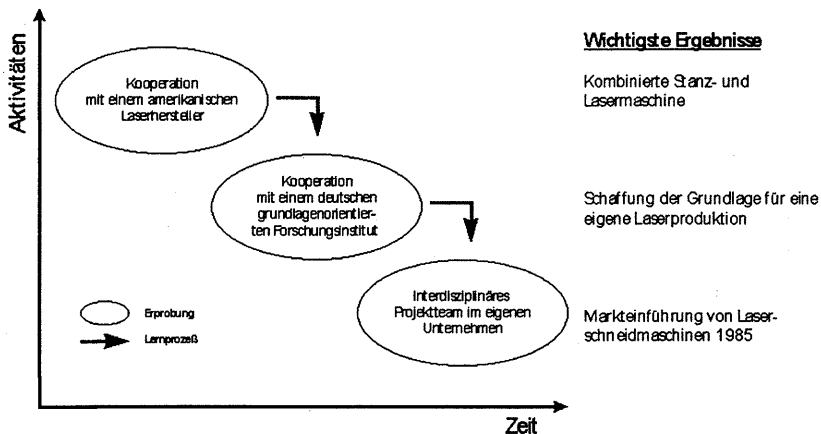 Aktivitäten
Wichtigste Ergebnisse
Kooperation
mit einem amerikanischen
Laserhersteller
Kombinierte Stanz- und
Lasermaschine
Kooperation
mit einem deutschen
grundlagenorientier-
ten Forschungsinstitut
Schaffung der Grundlage für eine
eigene Laserproduktion
Interdisziplinäres
Projektteam im eigenen
Unternehmen
Markteinführung von Laser-
schneidmaschinen 1985
Erprobung
Lernprozeß
Zeit